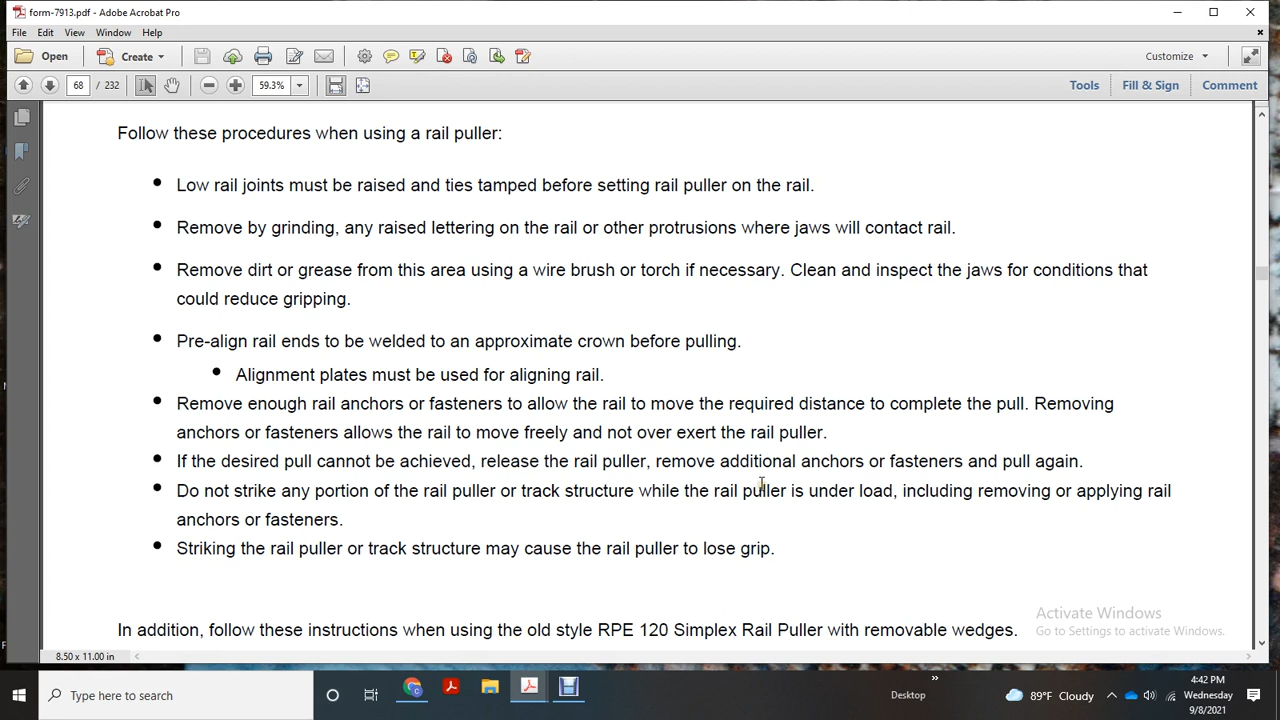 form-7913.pdf - Adobe Acrobat Pro
File Edit View Window Help
Open Create Customize
68 / 232 59.3% Tools Fill & Sign Comment
Follow these procedures when using a rail puller:
• Low rail joints must be raised and ties tamped before setting rail puller on the rail.
• Remove by grinding, any raised lettering on the rail or other protrusions where jaws will contact rail.
• Remove dirt or grease from this area using a wire brush or torch if necessary. Clean and inspect the jaws for conditions that
could reduce gripping.
• Pre-align rail ends to be welded to an approximate crown before pulling.
• Alignment plates must be used for aligning rail.
• Remove enough rail anchors or fasteners to allow the rail to move the required distance to complete the pull. Removing
anchors or fasteners allows the rail to move freely and not over exert the rail puller.
• If the desired pull cannot be achieved, release the rail puller, remove additional anchors or fasteners and pull again.
• Do not strike any portion of the rail puller or track structure while the rail puller is under load, including removing or applying rail
anchors or fasteners.
• Striking the rail puller or track structure may cause the rail puller to lose grip.
In addition, follow these instructions when using the old style RPE 120 Simplex Rail Puller with removable wedges.
Activate Windows
Go to Settings to activate Windows.
8.50 x 11.00 in
Type here to search
Desktop
89°F Cloudy
4:42 PM
Wednesday
9/8/2021